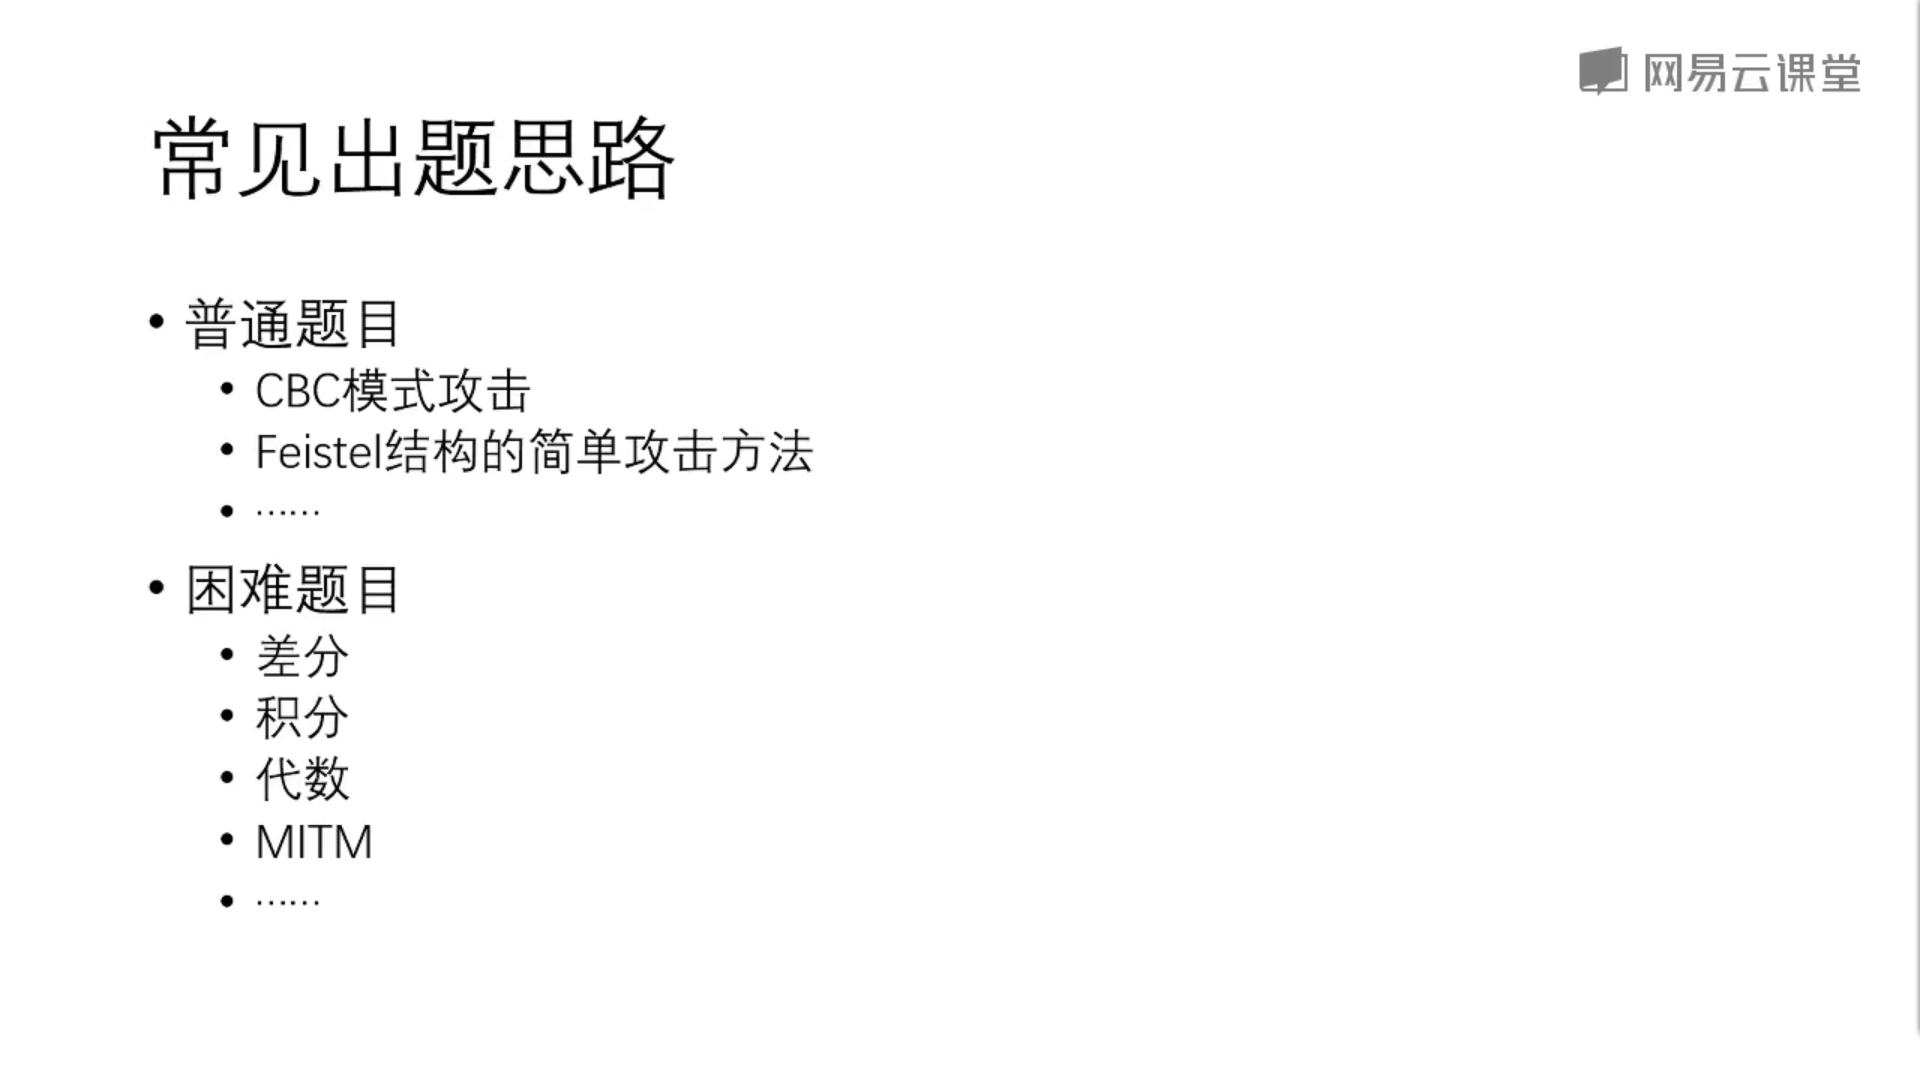 网易云课堂
常见出题思路
• 普通题目
• CBC模式攻击
• Feistel结构的简单攻击方法
• ……
• 困难题目
• 差分
• 积分
• 代数
• MITM
• ……